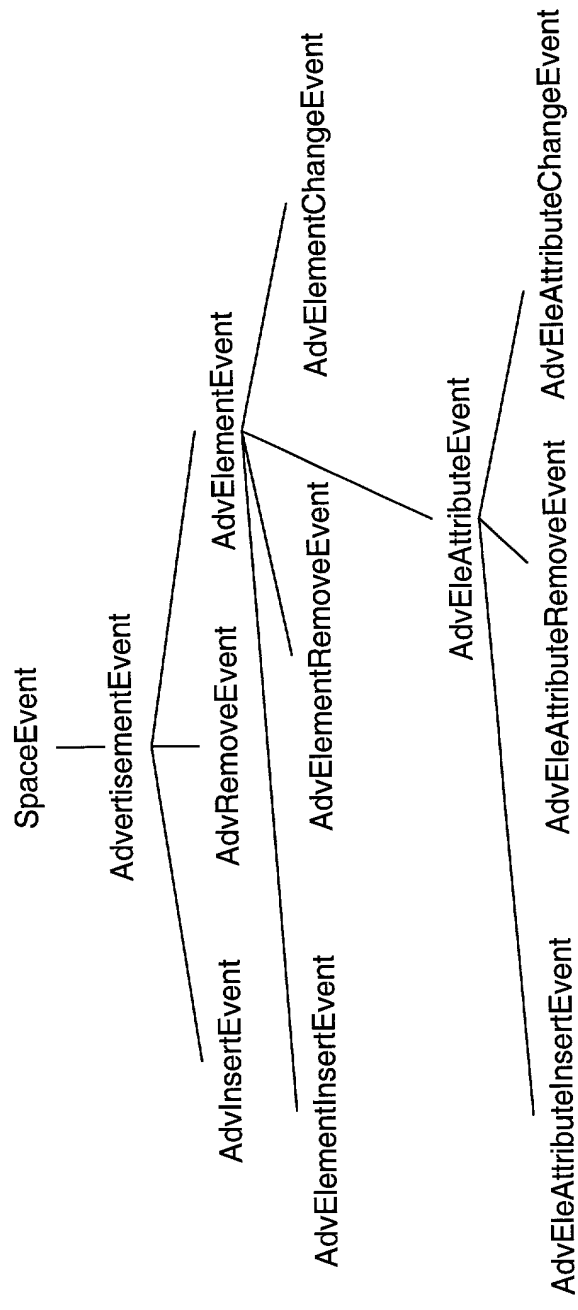 SpaceEvent
AdvertisementEvent
AdvInsertEvent
AdvRemoveEvent
AdvElementEvent
AdvElementInsertEvent
AdvElementRemoveEvent
AdvElementChangeEvent
AdvEleAttributeEvent
AdvEleAttributeInsertEvent
AdvEleAttributeRemoveEvent
AdvEleAttributeChangeEvent